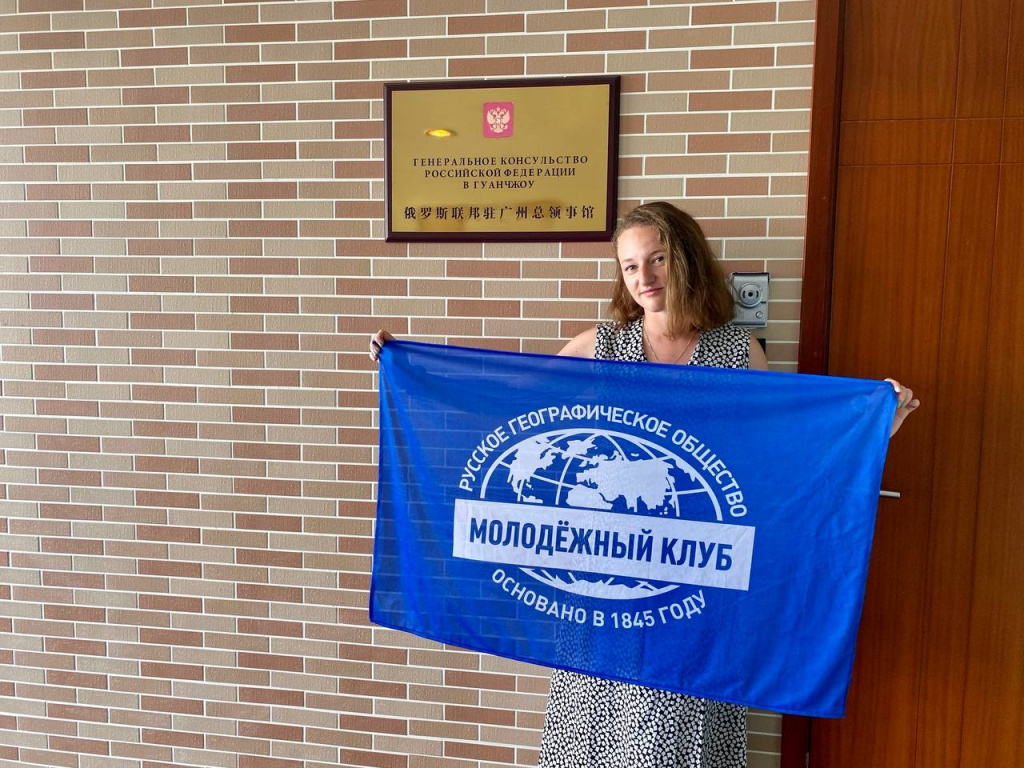 ГЕНЕРАЛЬНОЕ КОНСУЛЬСТВО
РОССИЙСКОЙ ФЕДЕРАЦИИ
В ГУАНЧЖОУ
俄罗斯联邦驻广州总领事馆
РУССКОЕ ГЕОГРАФИЧЕСКОЕ ОБЩЕСТВО
МОЛОДЁЖНЫЙ КЛУБ
ОСНОВАНО В 1845 ГОДУ